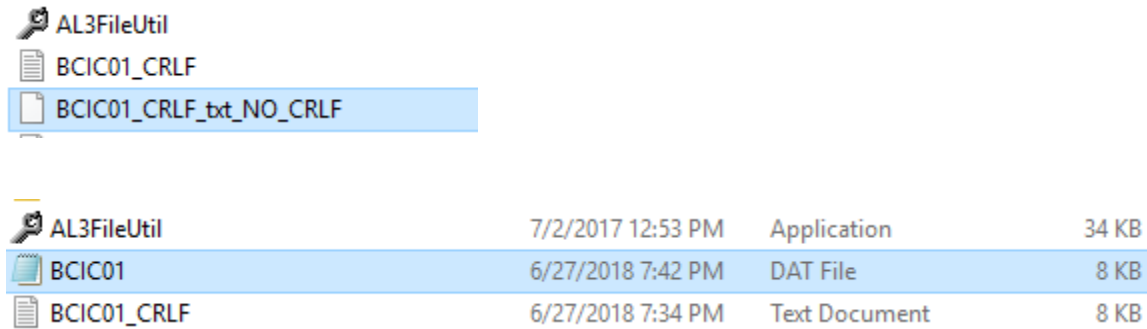 AL3FileUtil
BCIC01_CRLF
BCIC01_CRLF_txt_NO_CRLF
AL3FileUtil 7/2/2017 12:53 PM Application 34 KB
BCIC01 6/27/2018 7:42 PM DAT File 8 KB
BCIC01_CRLF 6/27/2018 7:34 PM Text Document 8 KB